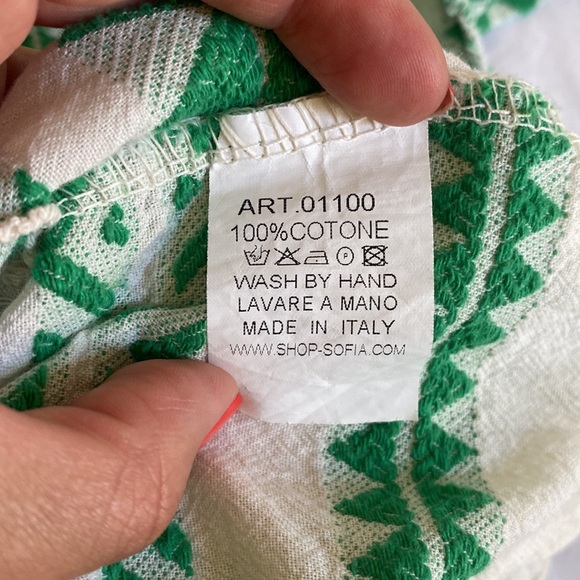 ART.01100
100%COTONE
WASH BY HAND
LAVARE A MANO
MADE IN ITALY
WWW.SHOP-SOFIA.COM